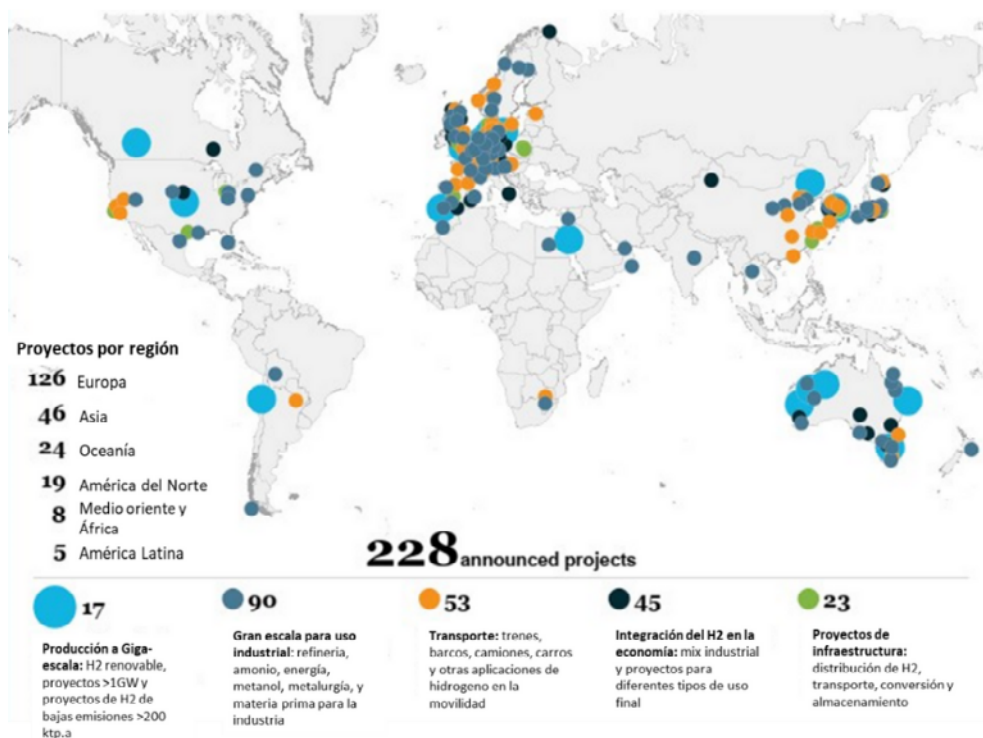 Proyectos por región
126 Europa
46 Asia
24 Oceanía
19 América del Norte
8 Medio oriente y
África
5 América Latina
228 announced projects
17
Producción a Giga-
escala: H2 renovable,
proyectos >1GW y
proyectos de H2 de
bajas emisiones >200
ktp.a
90
Gran escala para uso
industrial: refineria,
amonio, energía,
metanol, metalurgía, y
materia prima para la
industria
53
Transporte: trenes,
barcos, camiones, carros
y otras aplicaciones de
hidrogeno en la
movilidad
45
Integración del H2 en la
economía: mix industrial
y proyectos para
diferentes tipos de uso
final
23
Proyectos de
infraestructura:
distribución de H2,
transporte, conversión y
almacenamiento